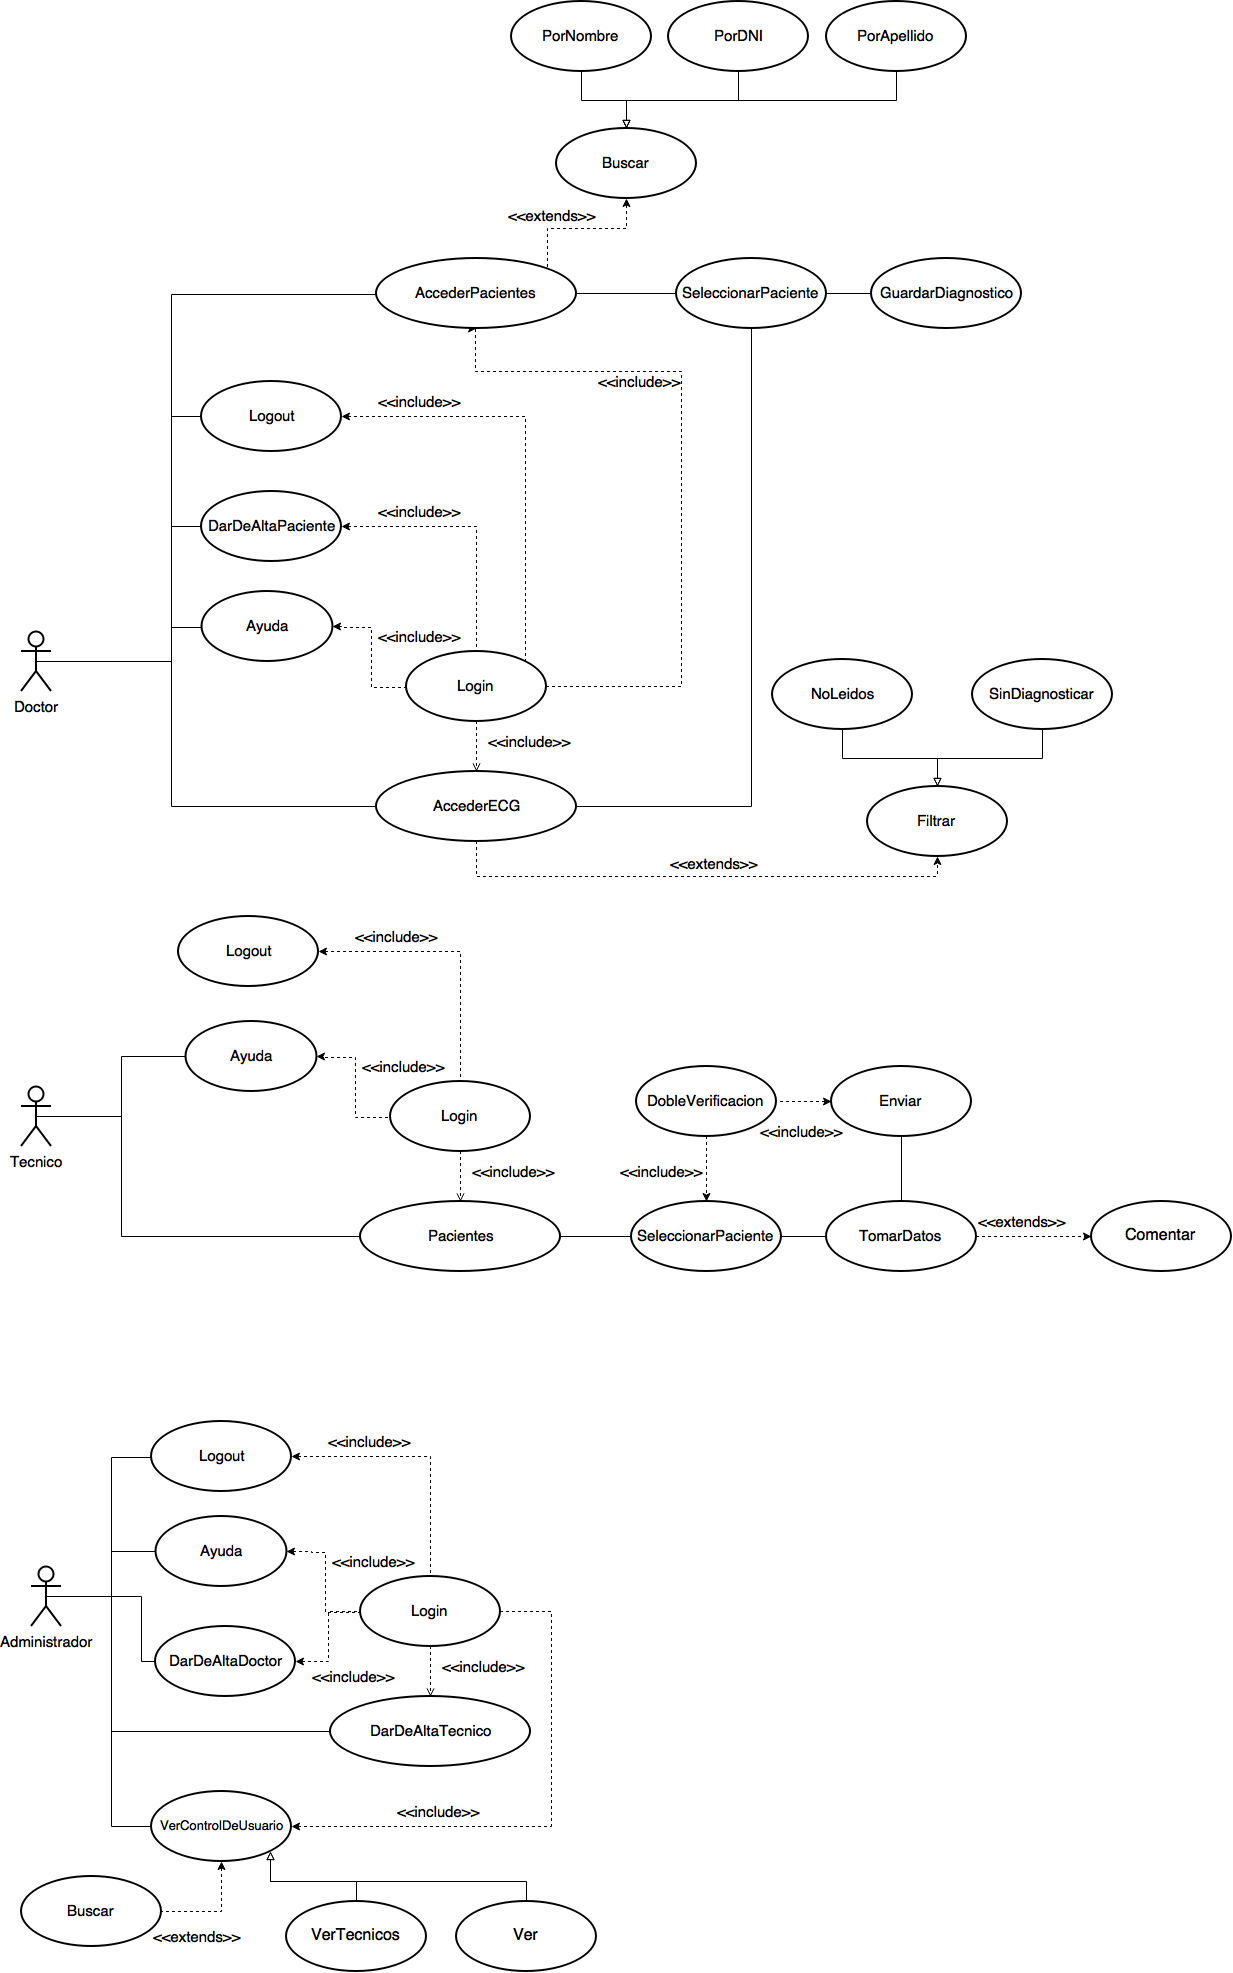 PorNombre
PorDNI
PorApellido
Buscar
<<extends>>
AccederPacientes
SeleccionarPaciente
GuardarDiagnostico
<<include>>
<<include>>
Logout
<<include>>
DarDeAltaPaciente
Ayuda
<<include>>
Doctor
Login
NoLeidos
SinDiagnosticar
<<include>>
AccederECG
Filtrar
<<extends>>
<<include>>
Logout
Ayuda
<<include>>
Tecnico
Login
DobleVerificacion
Enviar
<<include>>
<<include>>
<<include>>
Pacientes
SeleccionarPaciente
TomarDatos
<<extends>>
Comentar
<<include>>
Logout
Ayuda
<<include>>
Administrador
Login
DarDeAltaDoctor
<<include>>
<<include>>
DarDeAltaTecnico
<<include>>
VerControlDeUsuario
Buscar
<<extends>>
VerTecnicos
Ver